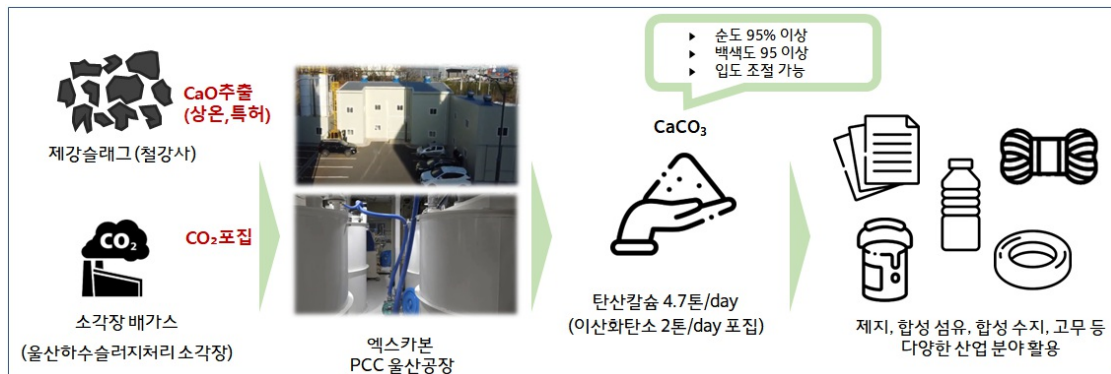 CaO추출
(상온,특허)
제강슬래그 (철강사)
CO₂
CO₂포집
소각장 배가스
(울산하수슬러지처리 소각장)
엑스카본
PCC 울산공장
▶ 순도 95% 이상
▶ 백색도 95 이상
▶ 입도 조절 가능
CaCO₃
탄산칼슘 4.7톤/day
(이산화탄소 2톤/day 포집)
제지, 합성 섬유, 합성 수지, 고무 등
다양한 산업 분야 활용